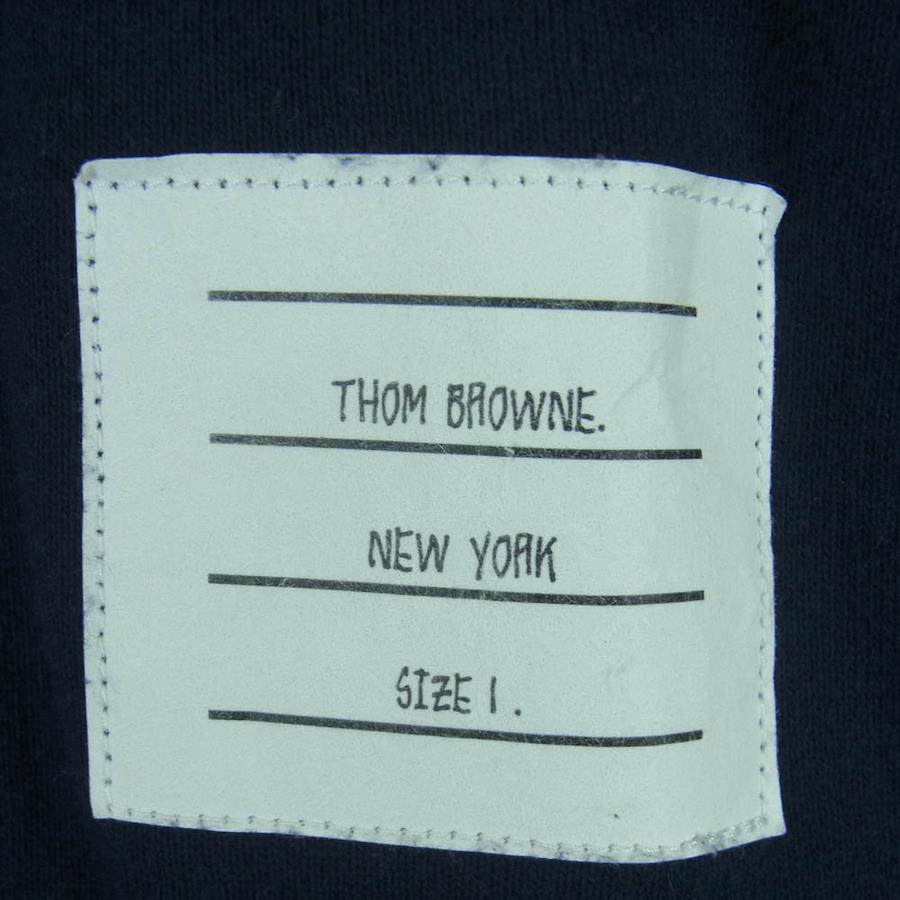 THOM BROWNE.
NEW YORK
SIZE 1.